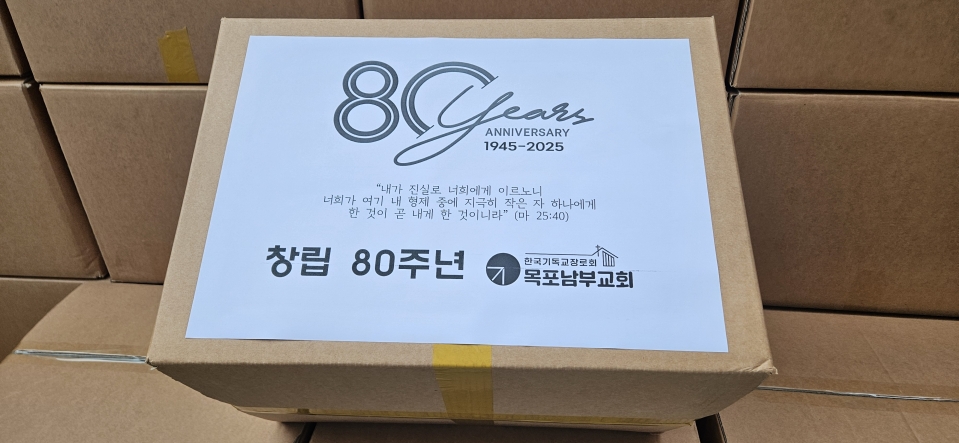 80 Years
ANNIVERSARY
1945-2025
“내가 진실로 너희에게 이르노니
너희가 여기 내 형제 중에 지극히 작은 자 하나에게
한 것이 곧 내게 한 것이니라” (마 25:40)
창립 80주년
한국기독교장로회
목포남부교회